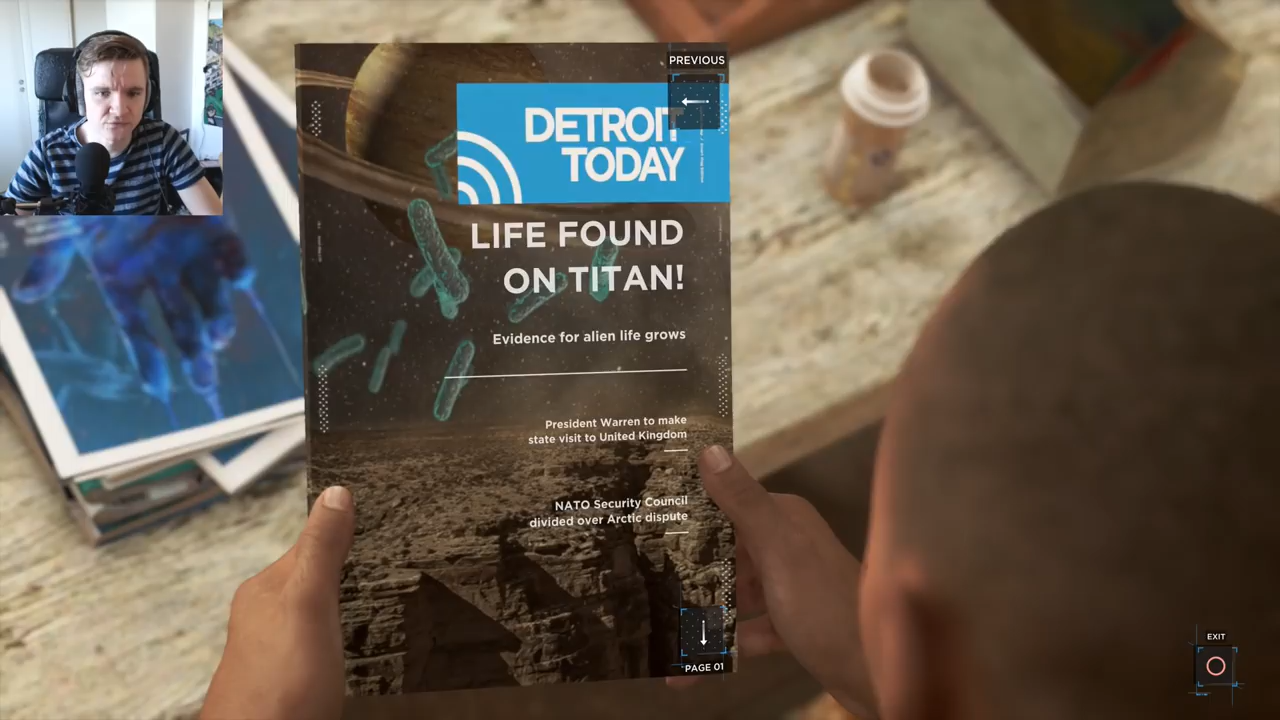 PREVIOUS
DETROIT
TODAY
LIFE FOUND
ON TITAN!
Evidence for alien life grows
President Warren to make
state visit to United Kingdom
NATO Security Council
divided over Arctic dispute
PAGE 01
EXIT